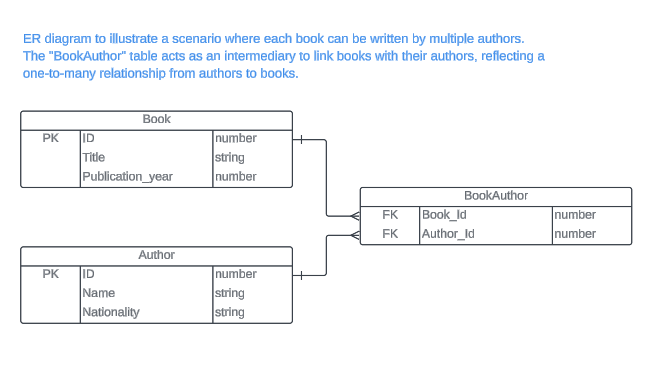 ER diagram to illustrate a scenario where each book can be written by multiple authors.
The "BookAuthor" table acts as an intermediary to link books with their authors, reflecting a
one-to-many relationship from authors to books.
Book
PK ID number
Title string
Publication_year number
BookAuthor
FK Book_Id number
FK Author_Id number
Author
PK ID number
Name string
Nationality string